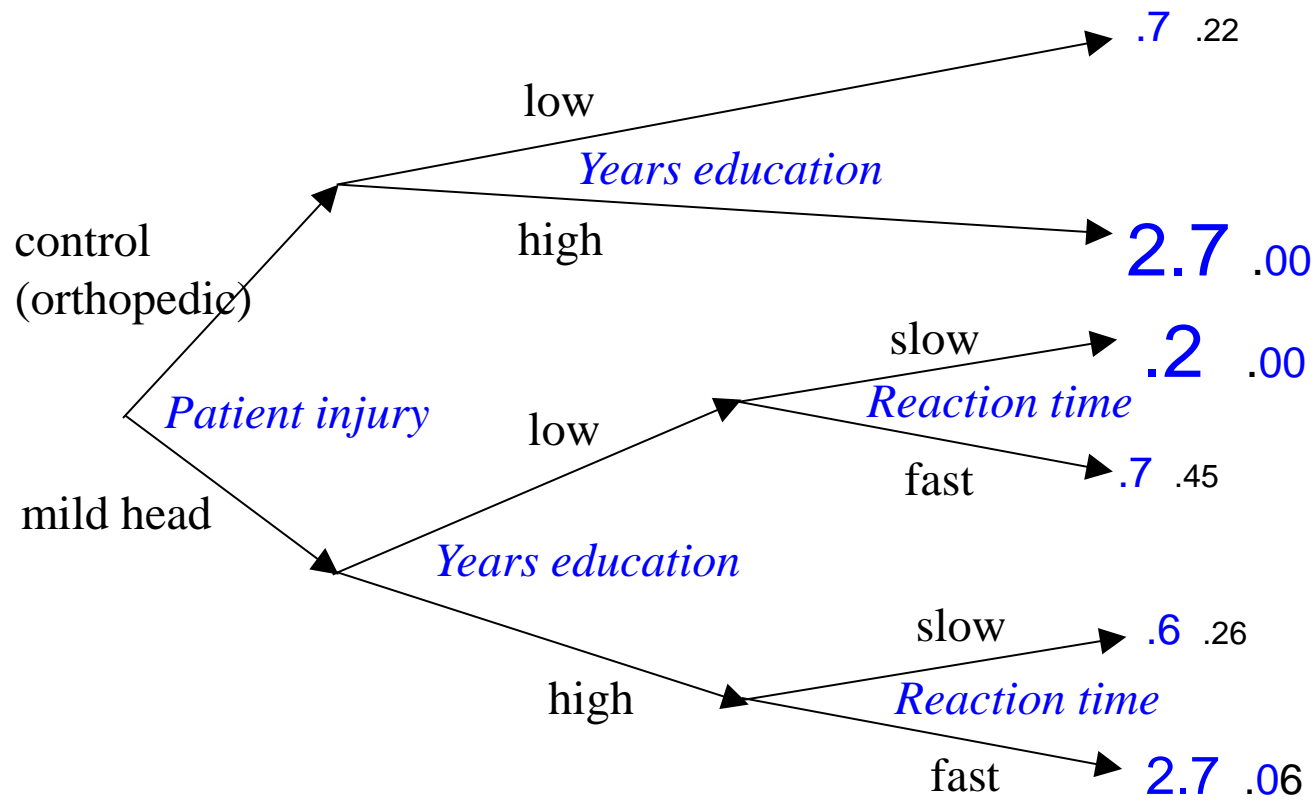 .7 .22
low
Years education
high
control
(orthopedic)
2.7 .00
slow
.2 .00
Patient injury
Reaction time
low
fast
.7 .45
mild head
Years education
slow
.6 .26
high
Reaction time
fast
2.7 .06